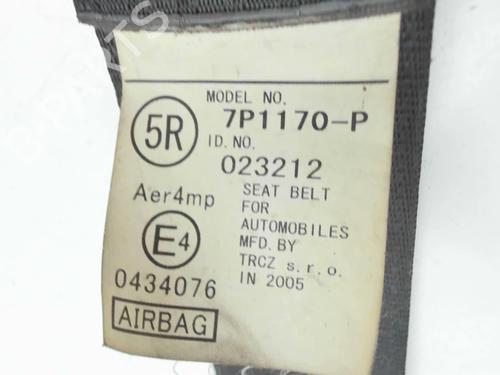 MODEL NO.
5R
7P1170-P
ID. NO.
023212
Aer4mp
SEAT BELT
FOR
AUTOMOBILES
E4
MFD. BY
TRCZ s.r.o.
0434076
IN 2005
AIRBAG